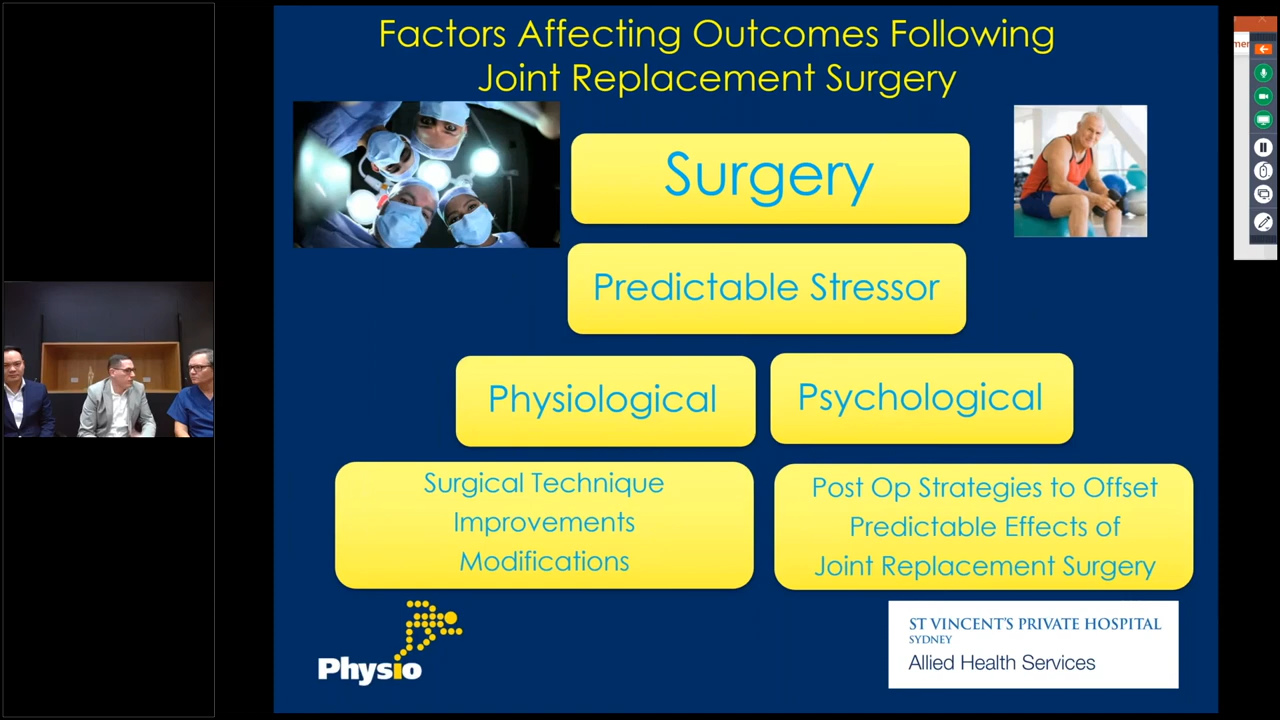 Factors Affecting Outcomes Following
Joint Replacement Surgery
Surgery
Predictable Stressor
Physiological
Psychological
Surgical Technique
Improvements
Modifications
Post Op Strategies to Offset
Predictable Effects of
Joint Replacement Surgery
Physio
ST VINCENT'S PRIVATE HOSPITAL
SYDNEY
Allied Health Services